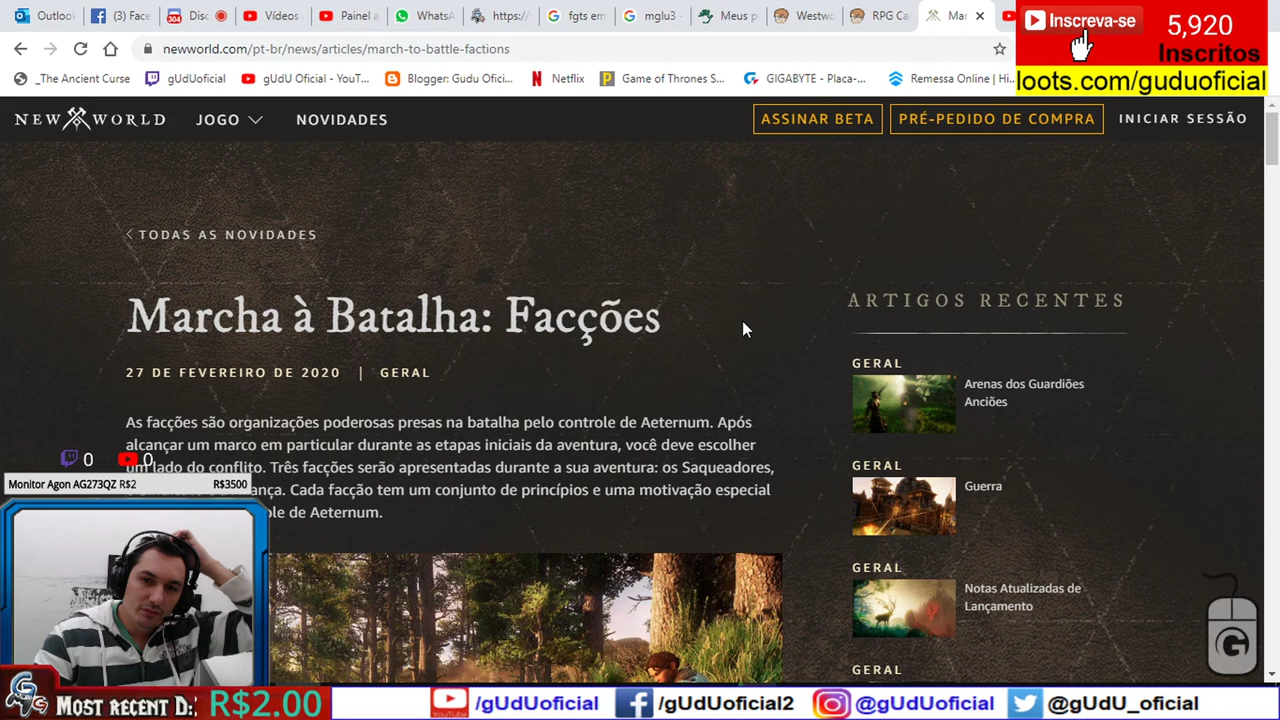 Outlook
(3) Face
304
Disc
Vídeos
Painel a
WhatsA
https:/
fgts em
mglu3 -
Meus p
Westwo
RPG Ca
Mar
newworld.com/pt-br/news/articles/march-to-battle-factions
_The Ancient Curse
gUdUoficial
gUdU Oficial - YouT...
Blogger: Gudu Ofici...
Netflix
Game of Thrones S...
GIGABYTE - Placa-...
Remessa Online | Hi...
Inscreva-se
5,920
Inscritos
loots.com/guduoficial
NEW WORLD
JOGO
NOVIDADES
ASSINAR BETA
PRÉ-PEDIDO DE COMPRA
INICIAR SESSÃO
TODAS AS NOVIDADES
Marcha à Batalha: Facções
27 DE FEVEREIRO DE 2020 | GERAL
As facções são organizações poderosas presas na batalha pelo controle de Aeternum. Após
alcançar um marco em particular durante as etapas iniciais da aventura, você deve escolher
um lado do conflito. Três facções serão apresentadas durante a sua aventura: os Saqueadores,
ança. Cada facção tem um conjunto de princípios e uma motivação especial
ole de Aeternum.
ARTIGOS RECENTES
GERAL
Arenas dos Guardiões
Anciões
GERAL
Guerra
GERAL
Notas Atualizadas de
Lançamento
GERAL
0
0
Monitor Agon AG273QZ R$2
R$3500
G
Most recent D:
R$2.00
YouTube
/gUdUoficial
/gUdUoficial2
@gUdUoficial
@gUdU_oficial